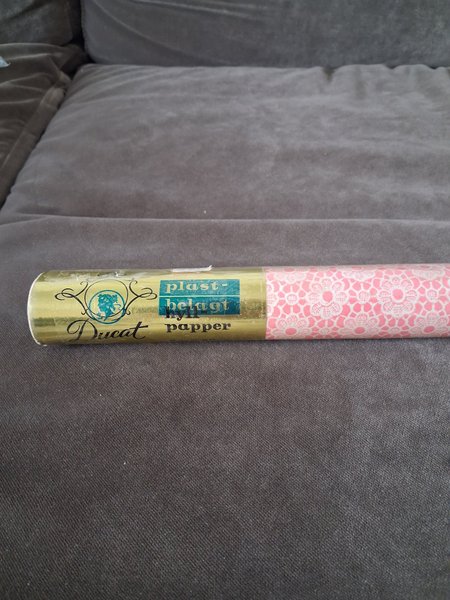 Ducat
plast-
belagt
hyll
papper